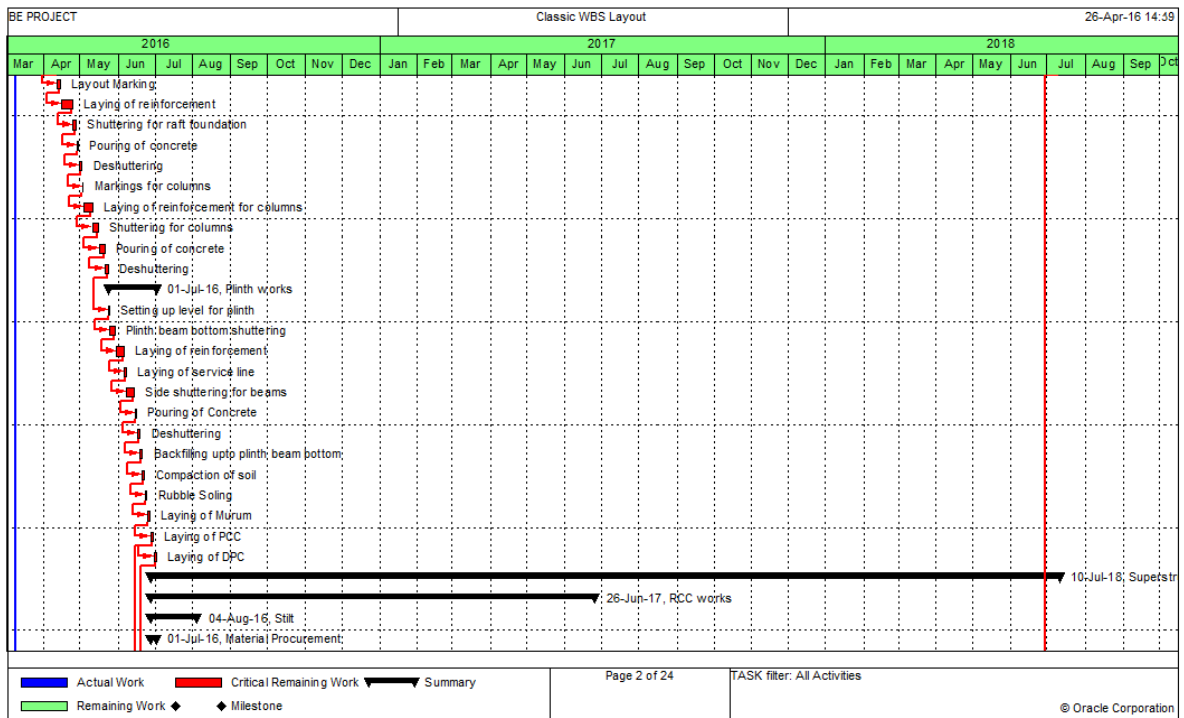 BE PROJECT Classic WBS Layout 26-Apr-16 14:39
2016 2017 2018
Mar Apr May Jun Jul Aug Sep Oct Nov Dec Jan Feb Mar Apr May Jun Jul Aug Sep Oct Nov Dec Jan Feb Mar Apr May Jun Jul Aug Sep Oct
Layout Marking
Laying of reinforcement
Shuttering for raft foundation
Pouring of concrete
Deshuttering
Markings for columns
Laying of reinforcement for columns
Shuttering for columns
Pouring of concrete
Deshuttering
01-Jul-16, Plinth works
Setting up level for plinth
Plinth beam bottom shuttering
Laying of reinforcement
Laying of service line
Side shuttering for beams
Pouring of Concrete
Deshuttering
Backfilling upto plinth beam bottom
Compaction of soil
Rubble Soling
Laying of Murum
Laying of PCC
Laying of DPC
10-Jul-18, Superstr
26-Jun-17, RCC works
04-Aug-16, Stilt
01-Jul-16, Material Procurement
Actual Work Critical Remaining Work Summary Page 2 of 24 TASK filter: All Activities
Remaining Work Milestone
© Oracle Corporation